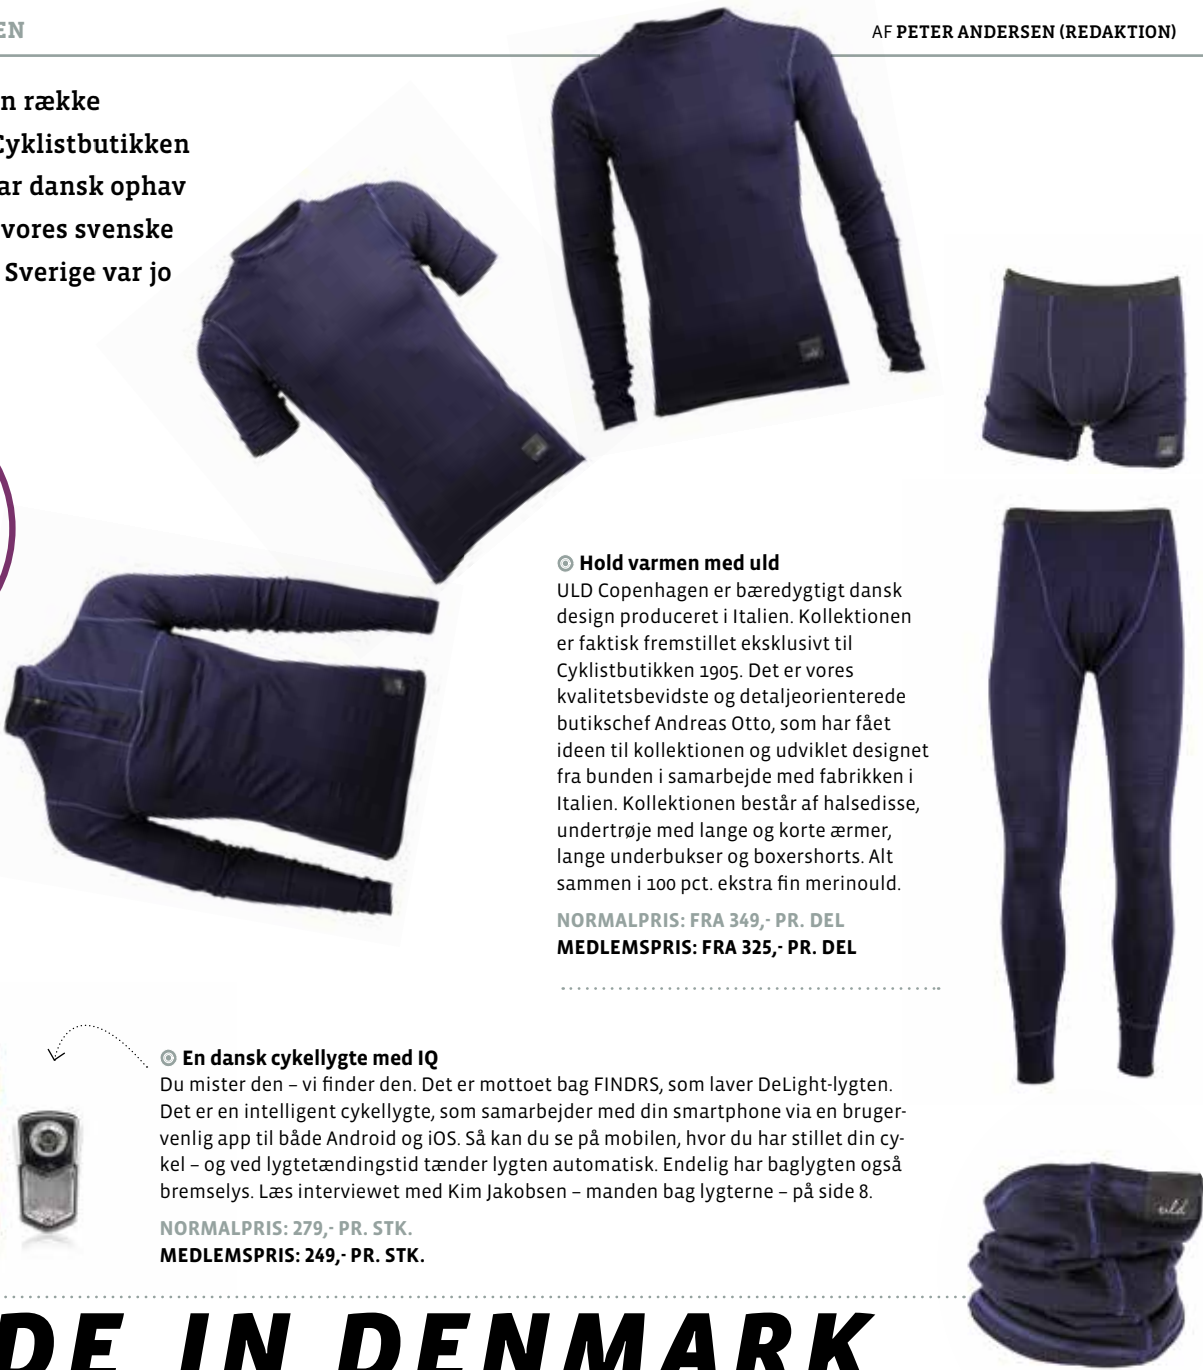 EN
AF PETER ANDERSEN (REDAKTION)
n række
Cyklistbutikken
ar dansk ophav
vores svenske
Sverige var jo
Hold varmen med uld
ULD Copenhagen er bæredygtigt dansk
design produceret i Italien. Kollektionen
er faktisk fremstillet eksklusivt til
Cyklistbutikken 1905. Det er vores
kvalitetsbevidste og detaljeorienterede
butikschef Andreas Otto, som har fået
ideen til kollektionen og udviklet designet
fra bunden i samarbejde med fabrikken i
Italien. Kollektionen består af halsedisse,
undertrøje med lange og korte ærmer,
lange underbukser og boxershorts. Alt
sammen i 100 pct. ekstra fin merinould.
NORMALPRIS: FRA 349,- PR. DEL
MEDLEMSPRIS: FRA 325,- PR. DEL
En dansk cykellygte med IQ
Du mister den – vi finder den. Det er mottoet bag FINDRS, som laver DeLight-lygten.
Det er en intelligent cykellygte, som samarbejder med din smartphone via en bruger-
venlig app til både Android og iOS. Så kan du se på mobilen, hvor du har stillet din cy-
kel – og ved lygtetændingstid tænder lygten automatisk. Endelig har baglygten også
bremselys. Læs interviewet med Kim Jakobsen – manden bag lygterne – på side 8.
NORMALPRIS: 279,- PR. STK.
MEDLEMSPRIS: 249,- PR. STK.
uld
DE IN DENMARK